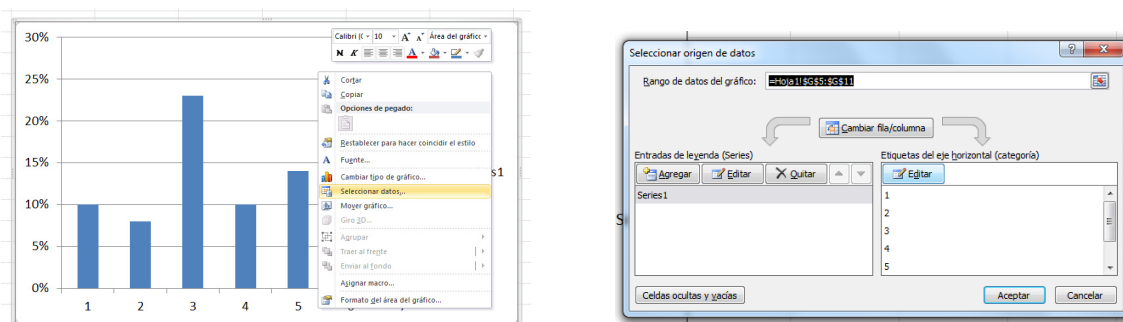 30%
25%
20%
15%
10%
5%
0%
1 2 3 4 5
s1
Calibri (( 10 A A Área del gráfico
N K A
Cortar
Copiar
Opciones de pegado:
Restablecer para hacer coincidir el estilo
Fuente...
Cambiar tipo de gráfico...
Seleccionar datos...
Mover gráfico...
Giro 3D...
Agrupar
Traer al frente
Enviar al fondo
Asignar macro...
Formato del área del gráfico...
Seleccionar origen de datos
Rango de datos del gráfico: =Hoja1!$G$5:$G$11
Cambiar fila/columna
Entradas de leyenda (Series)
Agregar Editar Quitar
Series1
Etiquetas del eje horizontal (categoría)
Editar
1
2
3
4
5
Celdas ocultas y vacías
Aceptar Cancelar